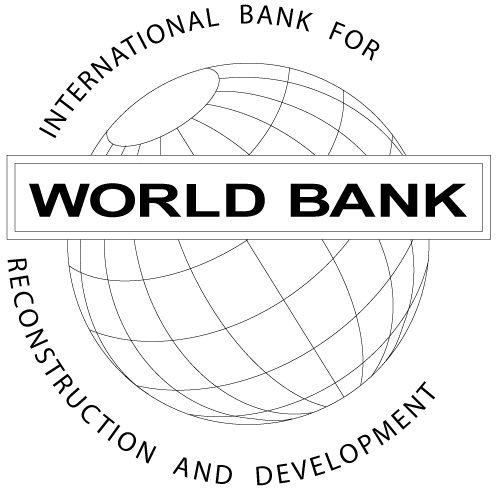 INTERNATIONAL BANK FOR
WORLD BANK
RECONSTRUCTION AND DEVELOPMENT